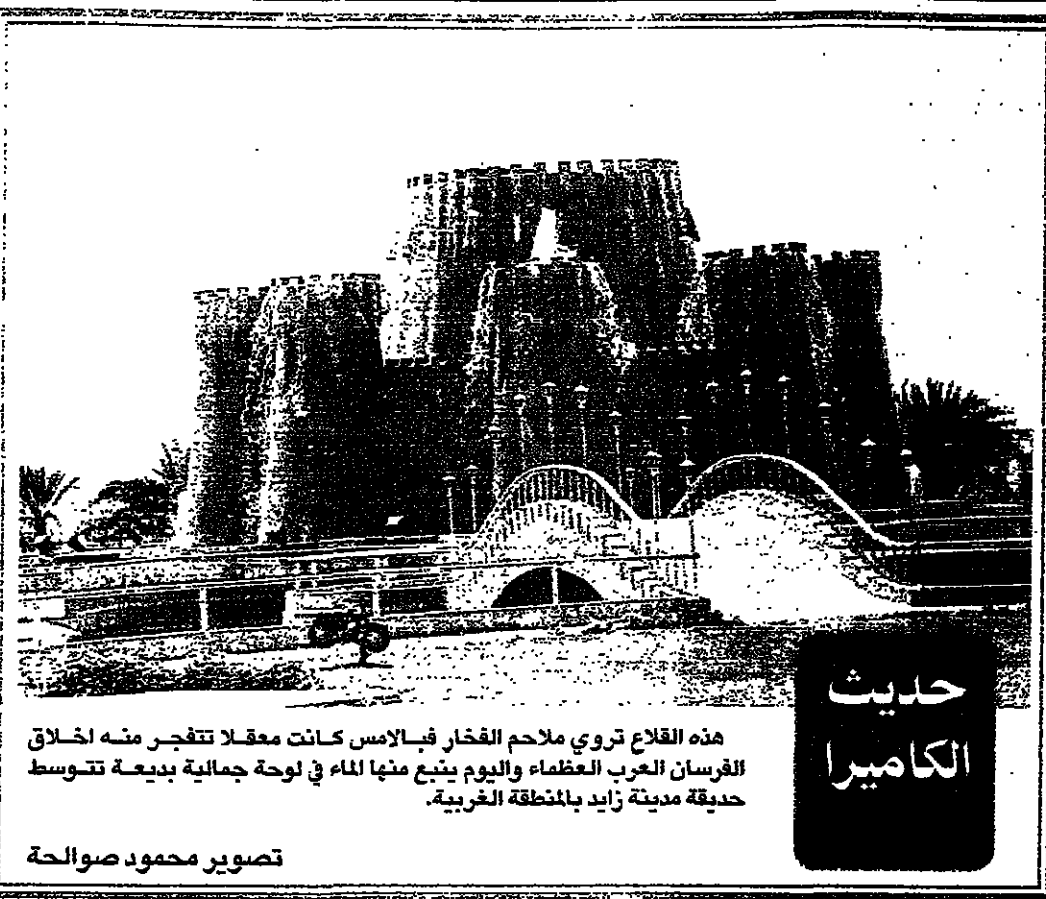 حديث
الكاميرا
هذه القلاع تروي ملاحم الفخار فبالامس كانت معقلا تتفجر منه اخلاق
الفرسان العرب العظماء واليوم ينبع منها الماء في لوحة جمالية بديعة تتوسط
حديقة مدينة زايد بالمنطقة الغربية.
تصوير محمود صوالحة